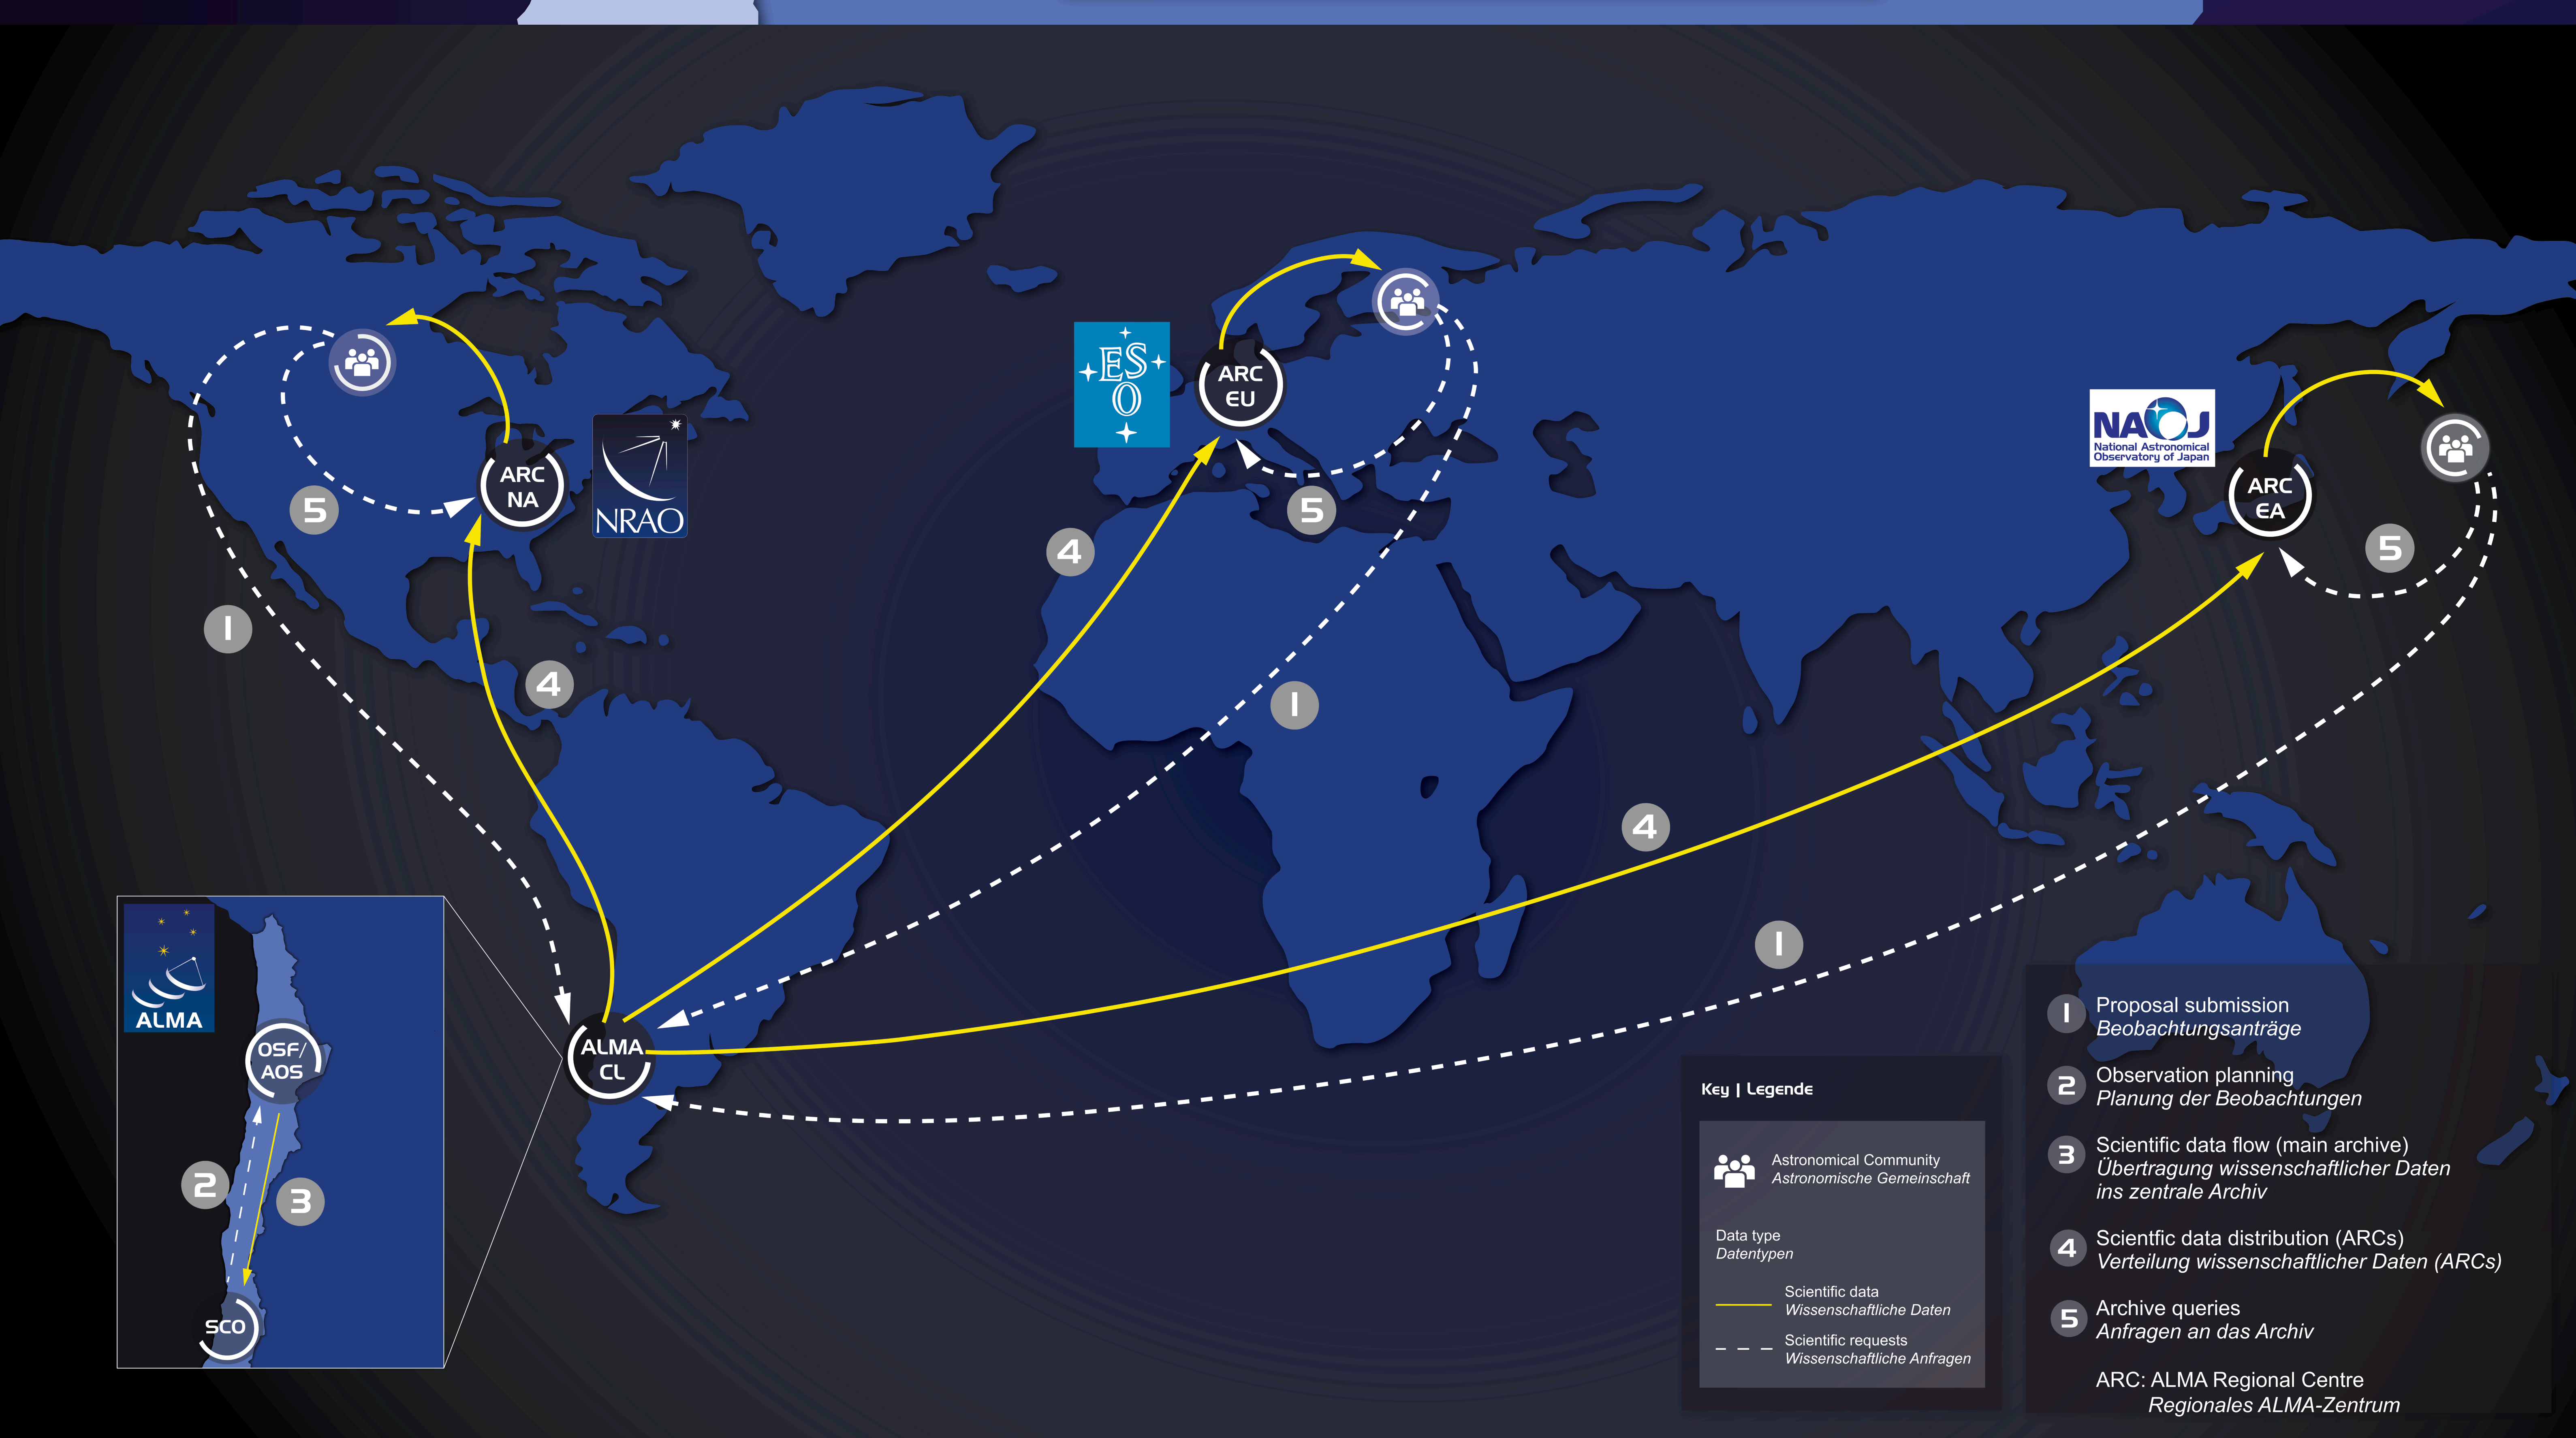 ESO
ARC
EU
NAOJ
National Astronomical
Observatory of Japan
ARC
NA
NRAO
ARC
EA
5
5
5
4
1
4
1
4
1
ALMA
OSF/
AOS
2
3
SCO
ALMA
CL
Key | Legende
Astronomical Community
Astronomische Gemeinschaft
Data type
Datentypen
Scientific data
Wissenschaftliche Daten
Scientific requests
Wissenschaftliche Anfragen
1 Proposal submission
Beobachtungsanträge
2 Observation planning
Planung der Beobachtungen
3 Scientific data flow (main archive)
Übertragung wissenschaftlicher Daten
ins zentrale Archiv
4 Scientfic data distribution (ARCs)
Verteilung wissenschaftlicher Daten (ARCs)
5 Archive queries
Anfragen an das Archiv
ARC: ALMA Regional Centre
Regionales ALMA-Zentrum